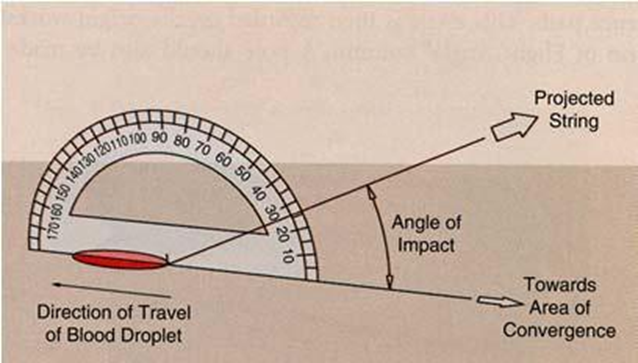 Projected
String
170 160 150 140 130 120 110 100 90 80 70 60 50 40 30 20 10
Angle of
Impact
Towards
Area of
Convergence
Direction of Travel
of Blood Droplet